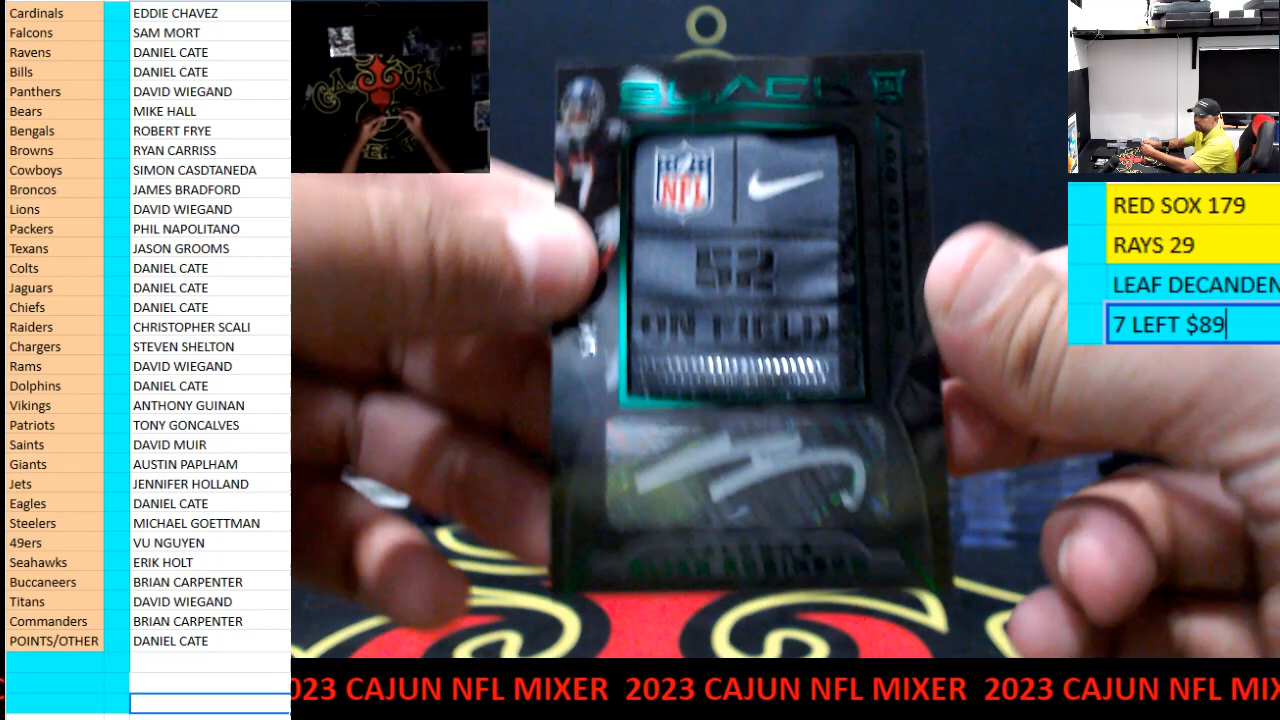 Cardinals EDDIE CHAVEZ
Falcons SAM MORT
Ravens DANIEL CATE
Bills DANIEL CATE
Panthers DAVID WIEGAND
Bears MIKE HALL
Bengals ROBERT FRYE
Browns RYAN CARRISS
Cowboys SIMON CASDTANEDA
Broncos JAMES BRADFORD
Lions DAVID WIEGAND
Packers PHIL NAPOLITANO
Texans JASON GROOMS
Colts DANIEL CATE
Jaguars DANIEL CATE
Chiefs DANIEL CATE
Raiders CHRISTOPHER SCALI
Chargers STEVEN SHELTON
Rams DAVID WIEGAND
Dolphins DANIEL CATE
Vikings ANTHONY GUINAN
Patriots TONY GONCALVES
Saints DAVID MUIR
Giants AUSTIN PAPLHAM
Jets JENNIFER HOLLAND
Eagles DANIEL CATE
Steelers MICHAEL GOETTMAN
49ers VU NGUYEN
Seahawks ERIK HOLT
Buccaneers BRIAN CARPENTER
Titans DAVID WIEGAND
Commanders BRIAN CARPENTER
POINTS/OTHER DANIEL CATE
CAJUN
BLACK
7
NFL
52
ON FIELD
RED SOX 179
RAYS 29
LEAF DECANDEN
7 LEFT $89
023 CAJUN NFL MIXER 2023 CAJUN NFL MIXER 2023 CAJUN NFL MIX